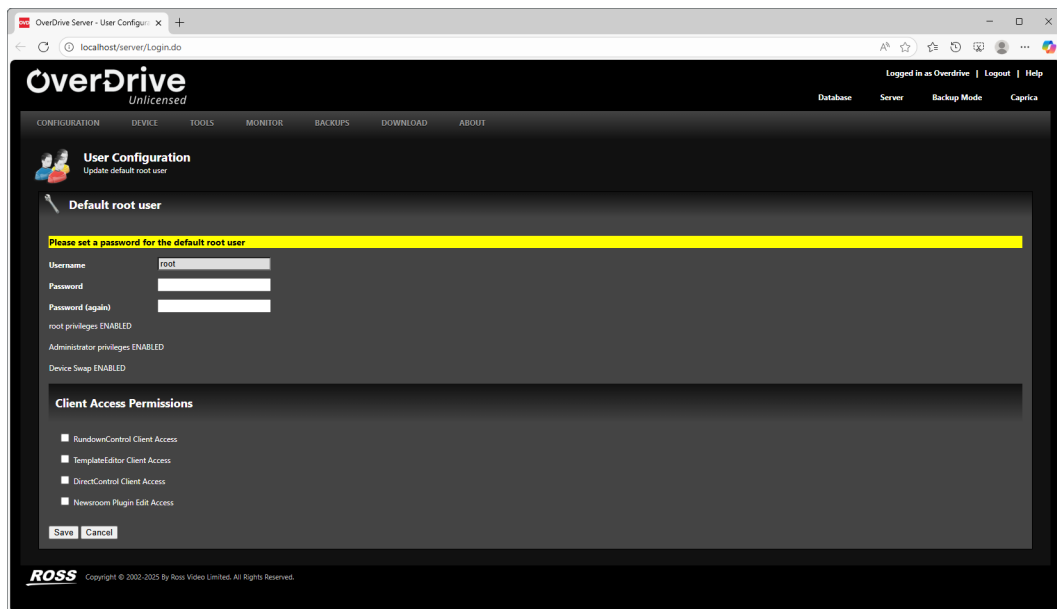 OVD OverDrive Server - User Configur
localhost/server/Login.do
OverDrive
Unlicensed
Logged in as Overdrive | Logout | Help
Database Server Backup Mode Caprica
CONFIGURATION DEVICE TOOLS MONITOR BACKUPS DOWNLOAD ABOUT
User Configuration
Update default root user
Default root user
Please set a password for the default root user
Username root
Password
Password (again)
root privileges ENABLED
Administrator privileges ENABLED
Device Swap ENABLED
Client Access Permissions
RundownControl Client Access
TemplateEditor Client Access
DirectControl Client Access
Newsroom Plugin Edit Access
Save Cancel
ROSS Copyright © 2002-2025 By Ross Video Limited. All Rights Reserved.